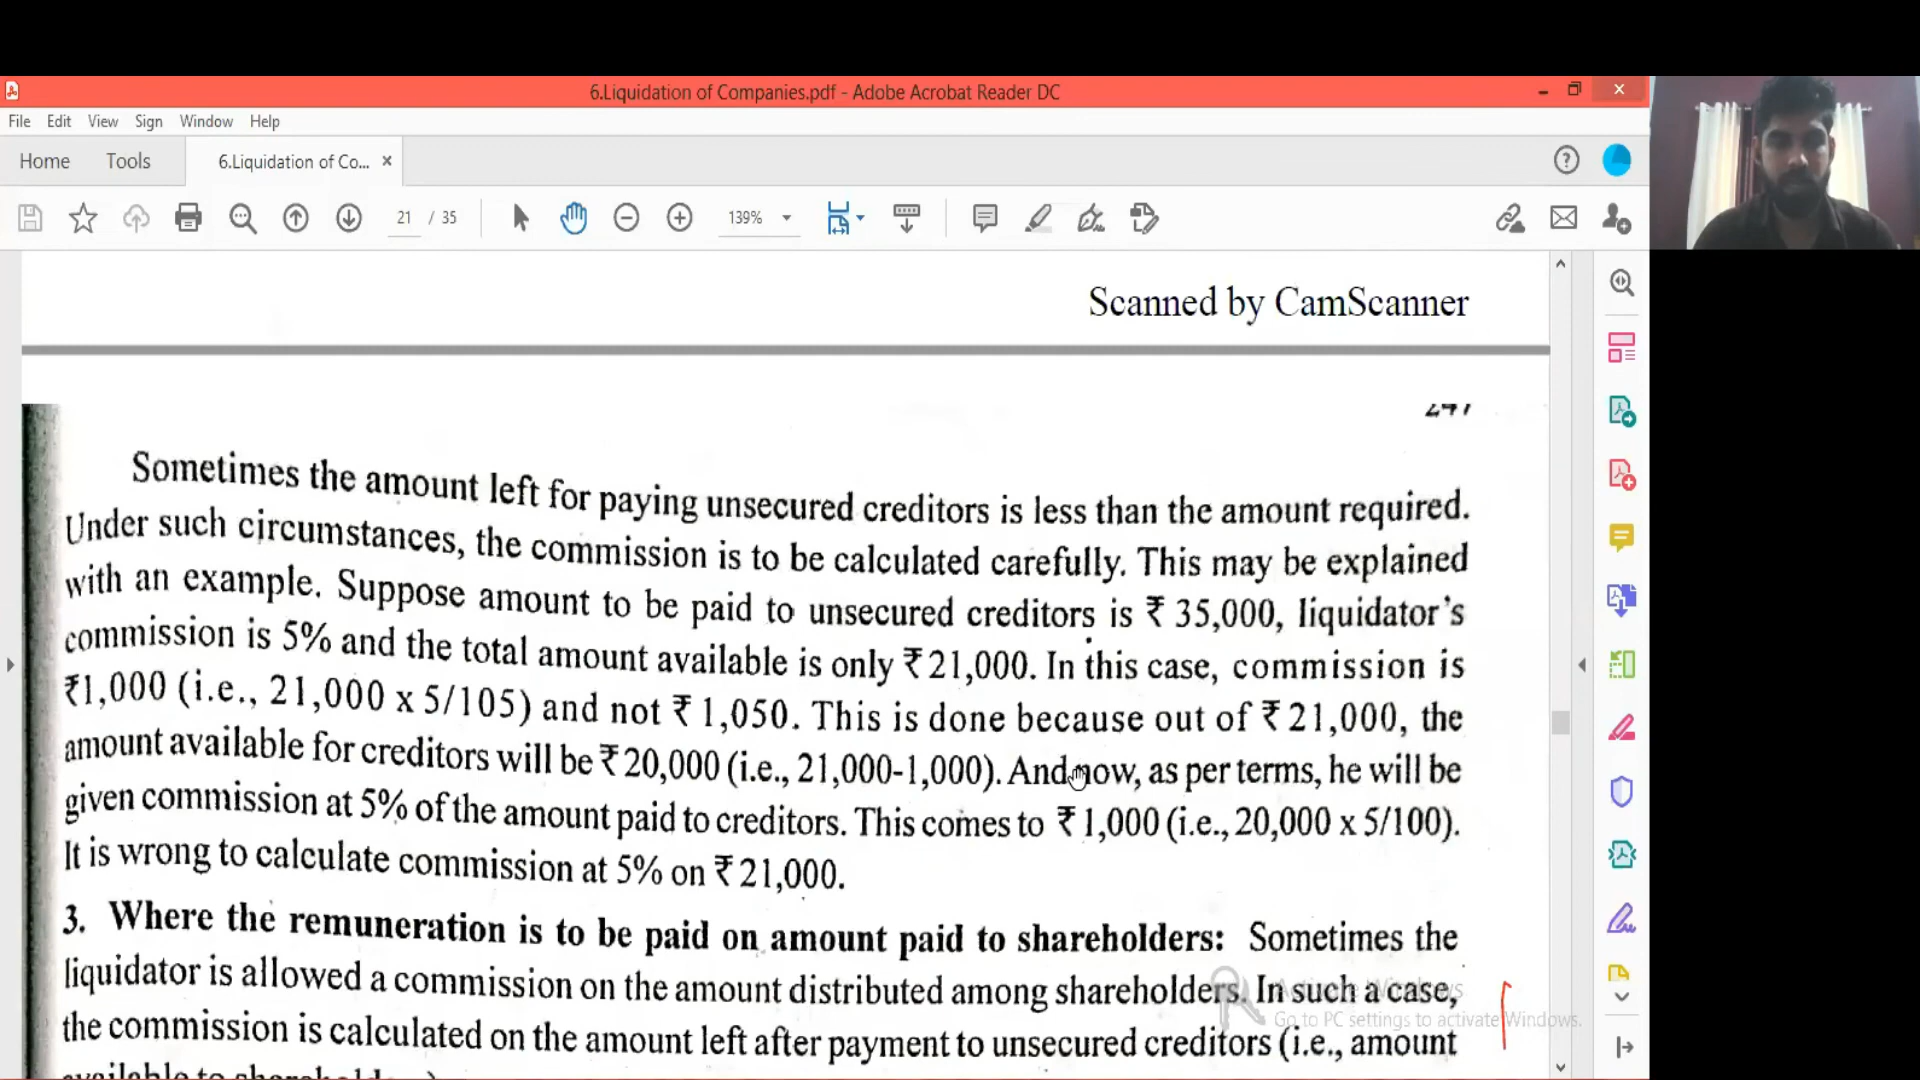 6.Liquidation of Companies.pdf - Adobe Acrobat Reader DC
File Edit View Sign Window Help
Home Tools 6.Liquidation of Co...
21 / 35 139%
Scanned by CamScanner
Sometimes the amount left for paying unsecured creditors is less than the amount required.
Under such circumstances, the commission is to be calculated carefully. This may be explained
with an example. Suppose amount to be paid to unsecured creditors is ₹ 35,000, liquidator's
commission is 5% and the total amount available is only ₹ 21,000. In this case, commission is
₹1,000 (i.e., 21,000 x 5/105) and not ₹ 1,050. This is done because out of ₹ 21,000, the
amount available for creditors will be ₹ 20,000 (i.e., 21,000-1,000). And now, as per terms, he will be
given commission at 5% of the amount paid to creditors. This comes to ₹ 1,000 (i.e., 20,000 x 5/100).
It is wrong to calculate commission at 5% on ₹ 21,000.
3. Where the remuneration is to be paid on amount paid to shareholders: Sometimes the
liquidator is allowed a commission on the amount distributed among shareholders. In such a case,
the commission is calculated on the amount left after payment to unsecured creditors (i.e., amount
Activate Windows
Go to PC settings to activate Windows.